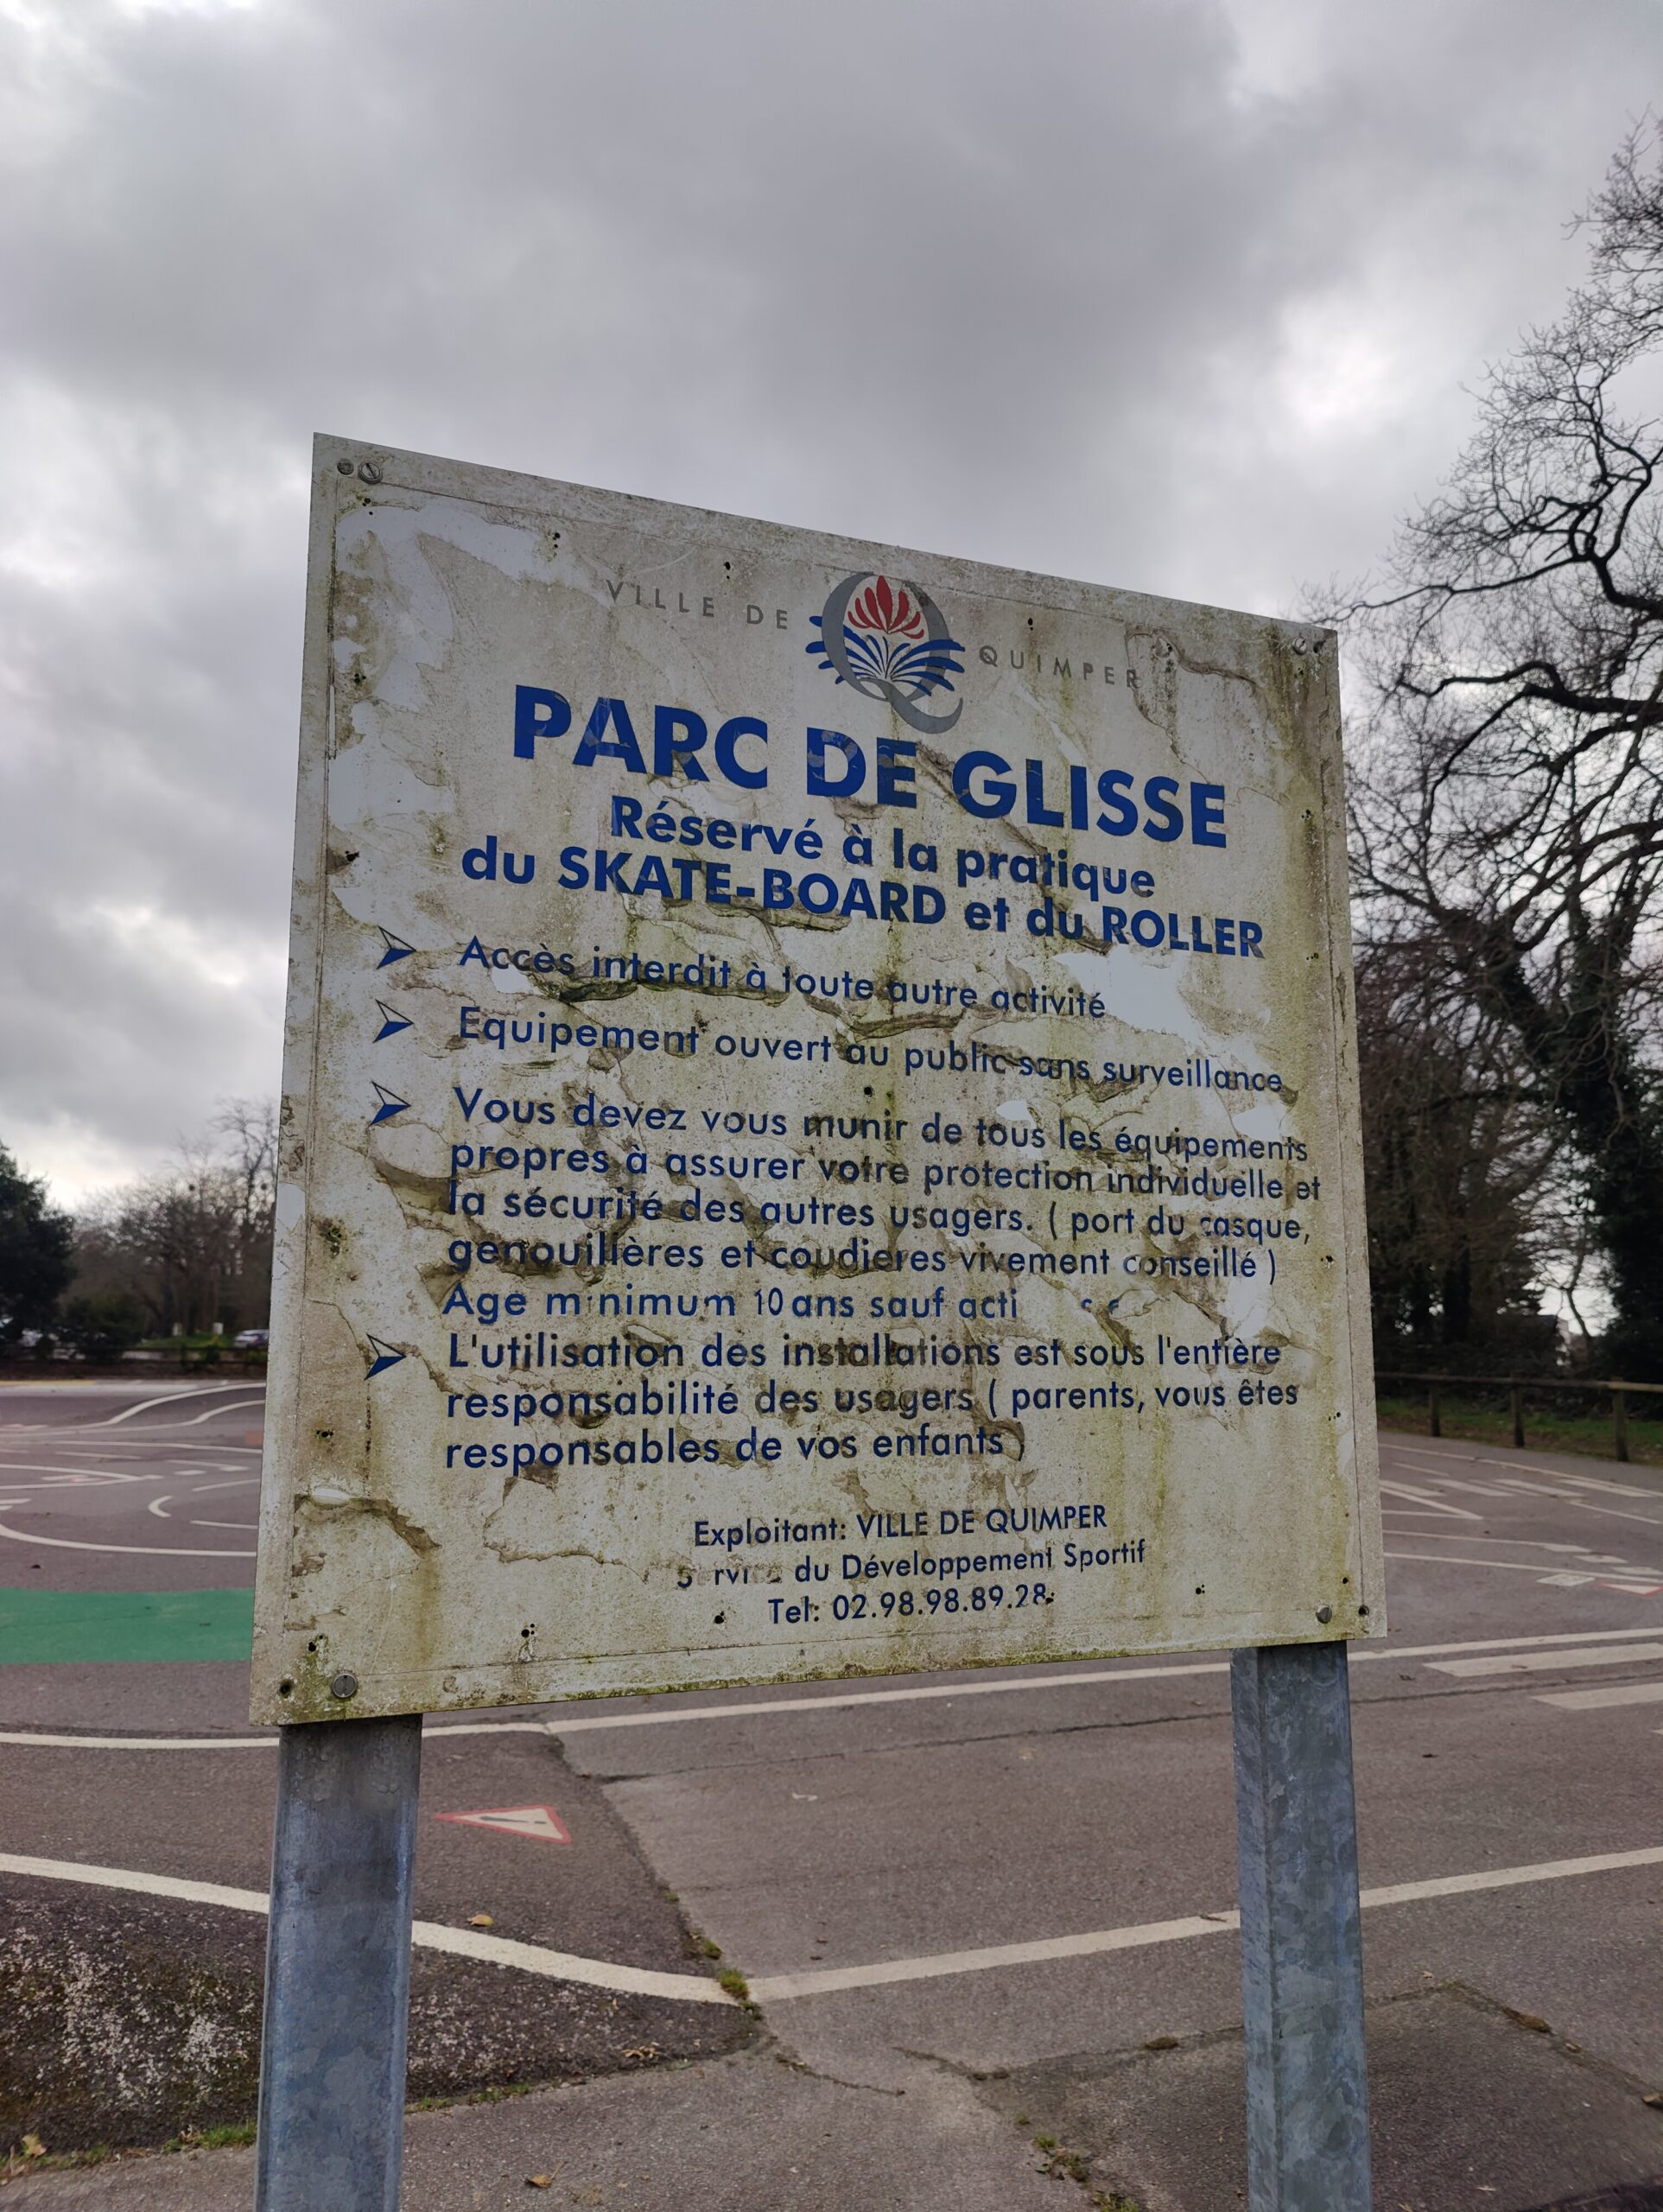 VILLE DE QUIMPER
PARC DE GLISSE
Réservé à la pratique
du SKATE-BOARD et du ROLLER
Accès interdit à toute autre activité
Equipement ouvert au public sans surveillance
Vous devez vous munir de tous les équipements
propres à assurer votre protection individuelle et
la sécurité des autres usagers. ( port du casque,
genouillères et coudieres vivement conseillé )
Age minimum 10 ans sauf
L'utilisation des installations est sous l'entière
responsabilité des usagers ( parents, vous êtes
responsables de vos enfants )
Exploitant: VILLE DE QUIMPER
du Développement Sportif
Tel: 02.98.98.89.28